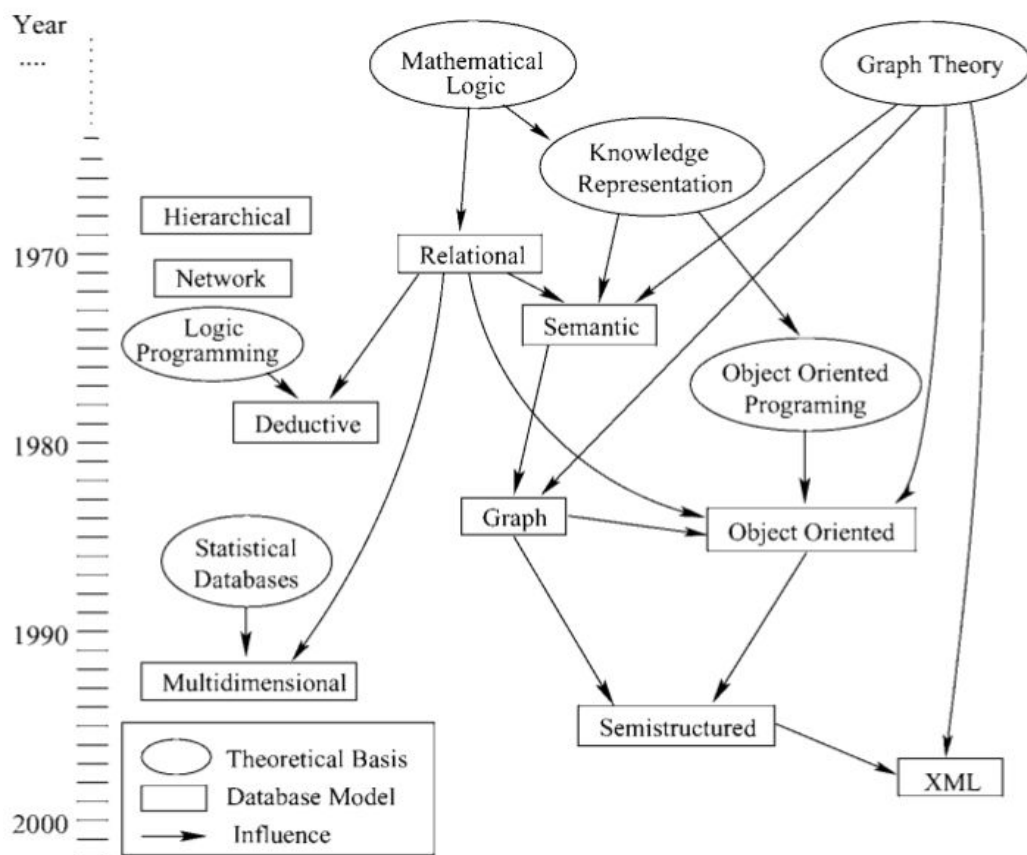 Year
....
Mathematical
Logic
Graph Theory
Knowledge
Representation
Hierarchical
1970
Relational
Network
Semantic
Logic
Programming
Object Oriented
Programing
Deductive
1980
Graph
Object Oriented
Statistical
Databases
1990
Multidimensional
Semistructured
Theoretical Basis
Database Model
Influence
XML
2000